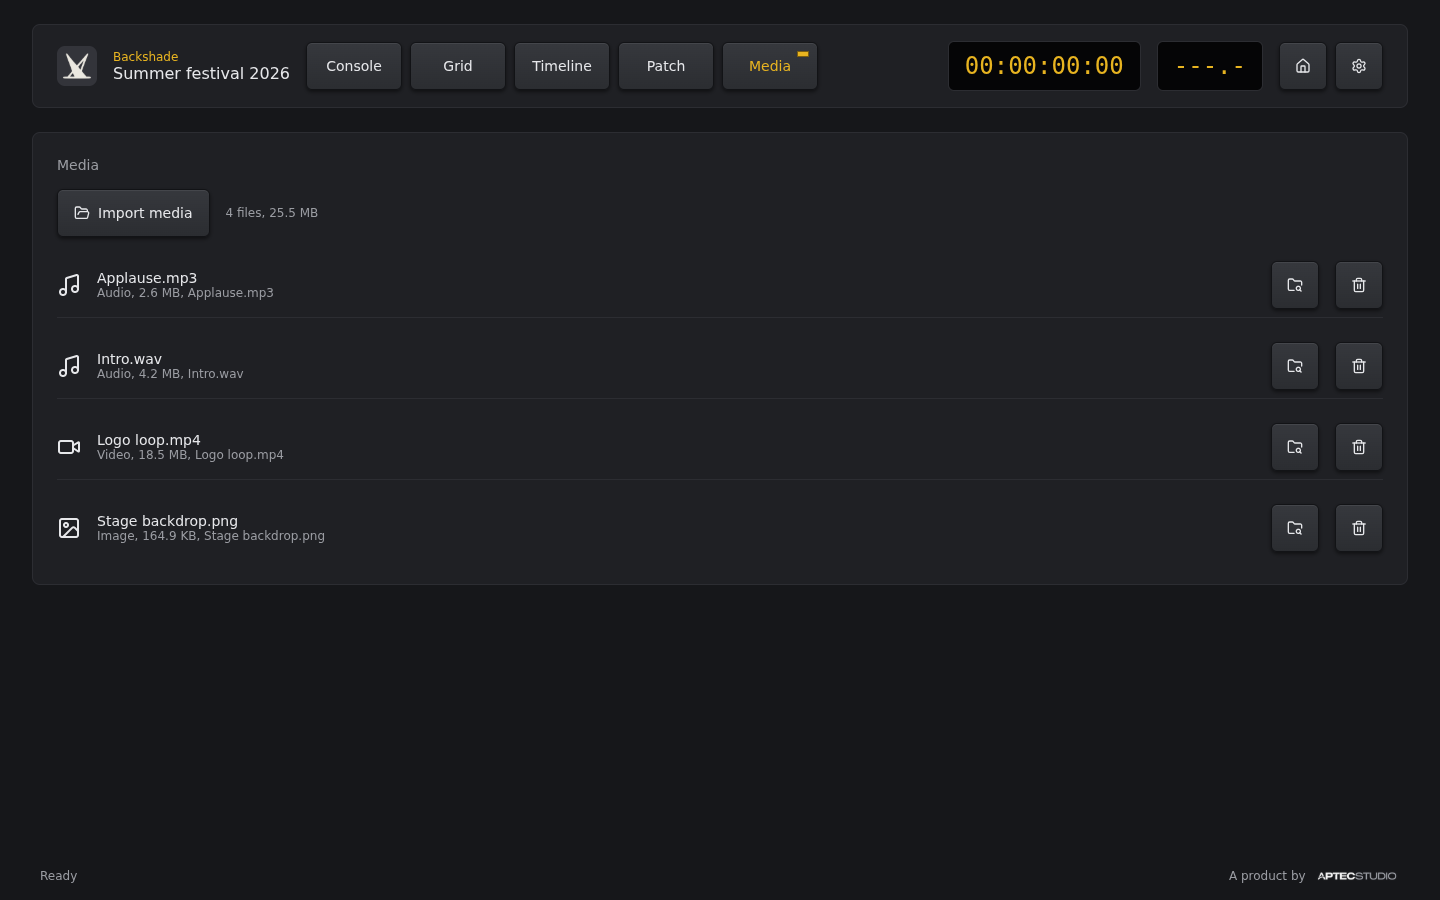 Backshade
Summer festival 2026
Console
Grid
Timeline
Patch
Media
00:00:00:00
---.-
Media
Import media
4 files, 25.5 MB
Applause.mp3
Audio, 2.6 MB, Applause.mp3
Intro.wav
Audio, 4.2 MB, Intro.wav
Logo loop.mp4
Video, 18.5 MB, Logo loop.mp4
Stage backdrop.png
Image, 164.9 KB, Stage backdrop.png
Ready
A product by APTECSTUDIO